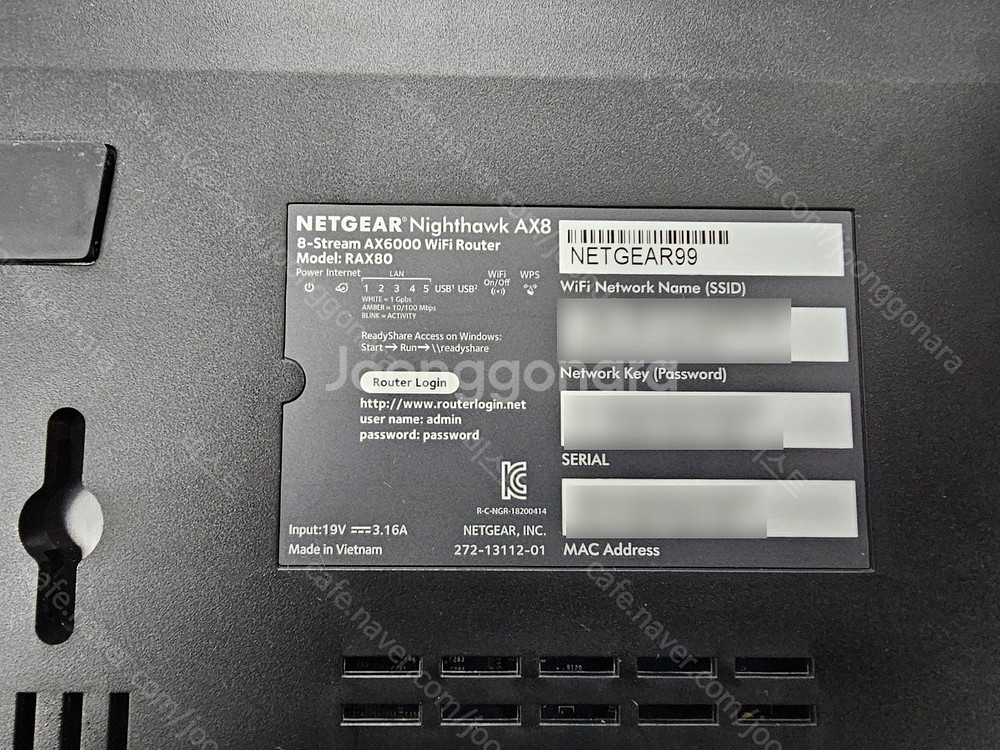 NETGEAR® Nighthawk AX8
8-Stream AX6000 WiFi Router
Model: RAX80
Power Internet LAN WiFi On/Off WPS
1 2 3 4 5 USB¹ USB²
WHITE = 1 Gpbs
AMBER = 10/100 Mbps
BLINK = ACTIVITY
ReadyShare Access on Windows:
Start → Run → \\readyshare
Router Login
http://www.routerlogin.net
user name: admin
password: password
R-C-NGR-18200414
Input:19V ⎓ 3.16A
NETGEAR, INC.
Made in Vietnam
272-13112-01
NETGEAR99
WiFi Network Name (SSID)
Network Key (Password)
SERIAL
MAC Address
Joonggonara
cafe.naver.com/joonggonara